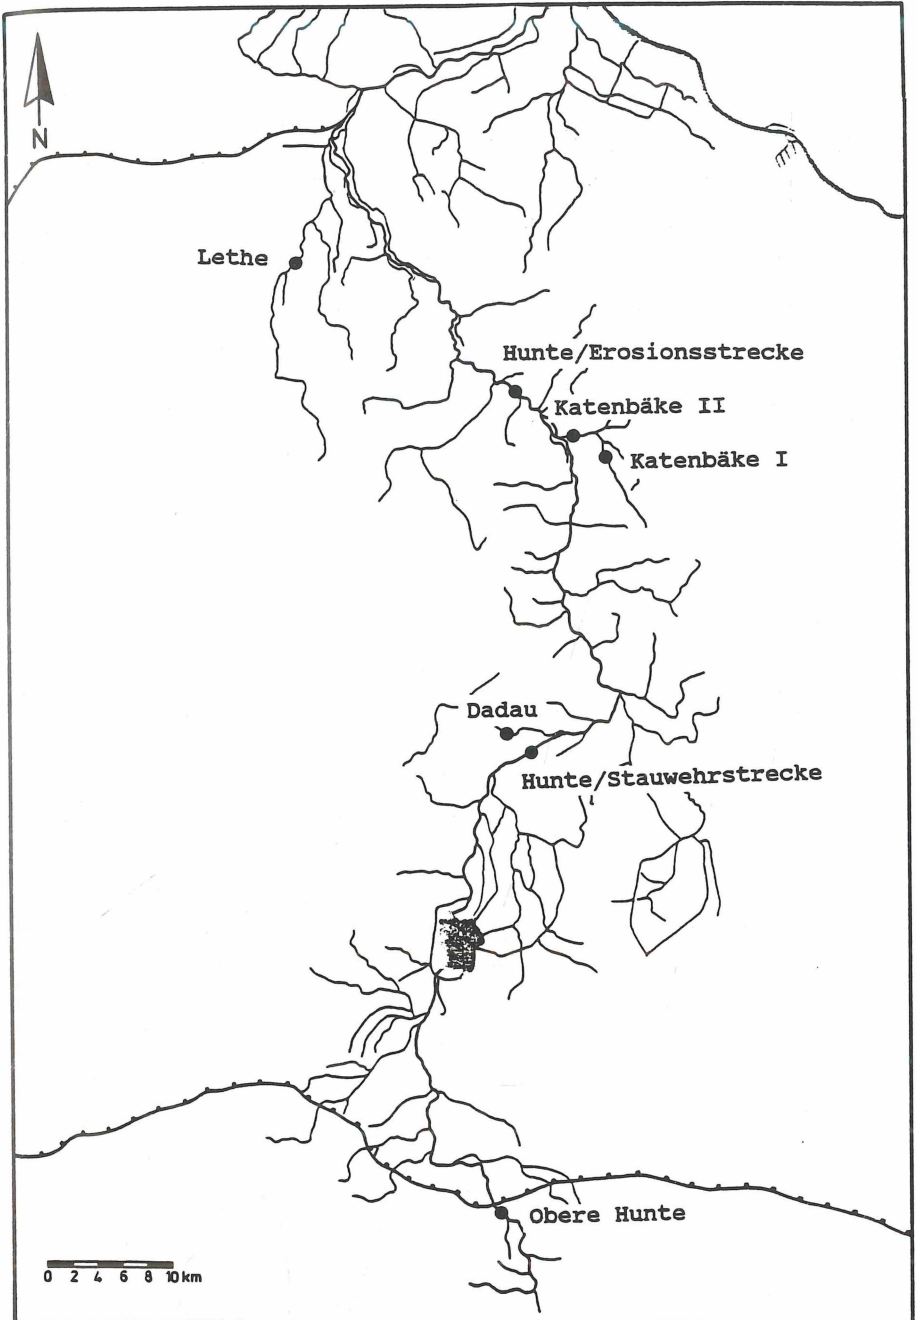 N
Lethe
Hunte/Erosionsstrecke
Katenbäke II
Katenbäke I
Dadau
Hunte/Stauwehrstrecke
Obere Hunte
0 2 4 6 8 10 km